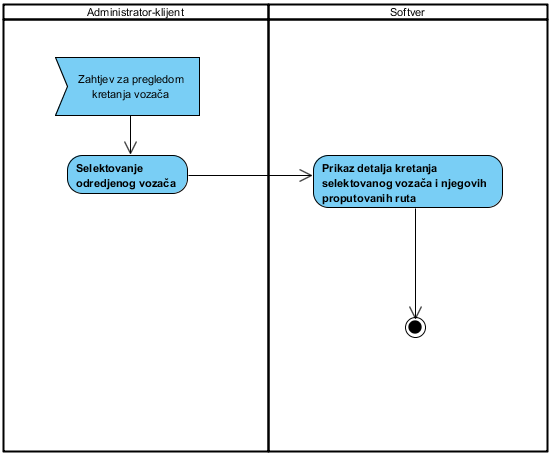 Administrator-klijent
Softver
Zahtjev za pregledom
kretanja vozača
Selektovanje
odredjenog vozača
Prikaz detalja kretanja
selektovanog vozača i njegovih
proputovanih ruta